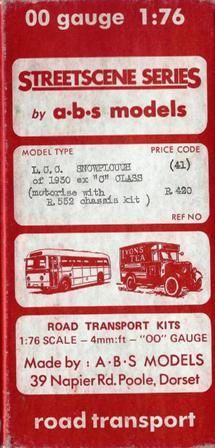 00 gauge 1:76
STREETSCENE SERIES
by a·b·s models
MODEL TYPE PRICE CODE
L.C.C. SNOWPLOUGH (41)
of 1930 ex "C" CLASS
(motorise with R 420
R.552 chassis kit)
REF NO
LYONS'
TEA
ROAD TRANSPORT KITS
1:76 SCALE – 4mm:ft – "OO" GAUGE
Made by: A·B·S MODELS
39 Napier Rd. Poole, Dorset
road transport